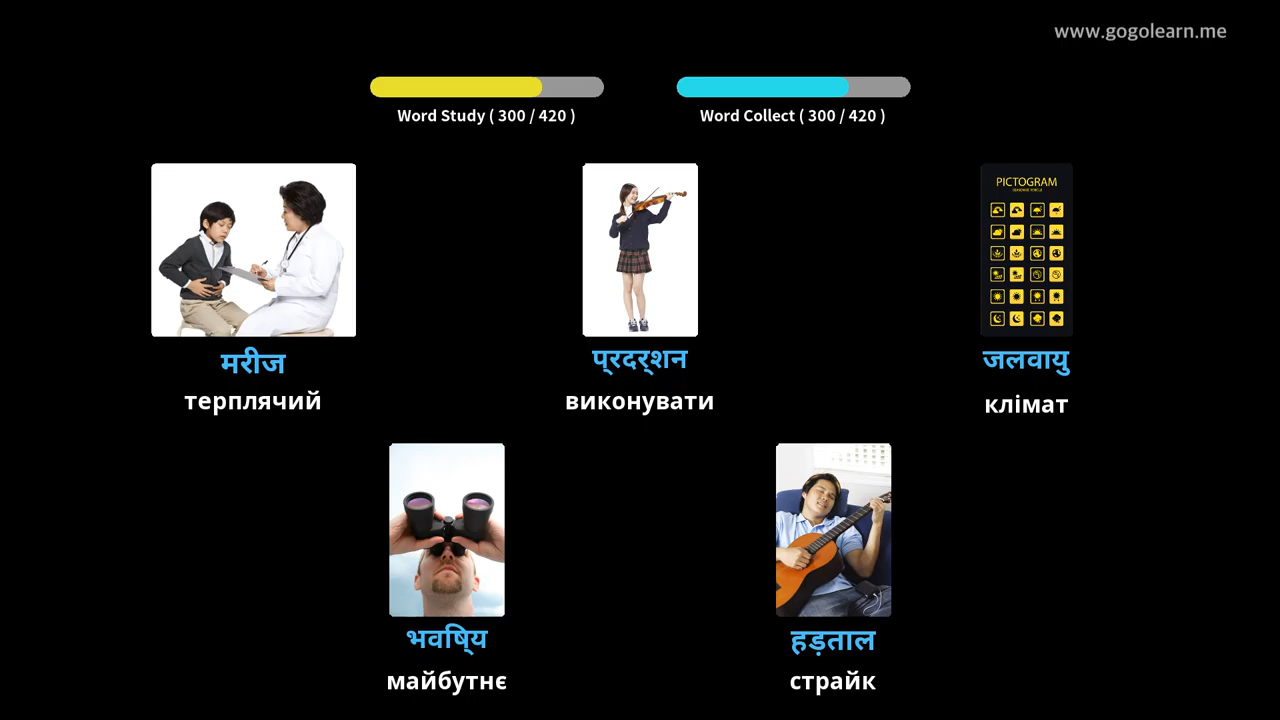 www.gogolearn.me
Word Study ( 300 / 420 )
Word Collect ( 300 / 420 )
PICTOGRAM
मरीज
प्रदर्शन
जलवायु
терплячий
виконувати
клімат
भविष्य
हड़ताल
майбутнє
страйк